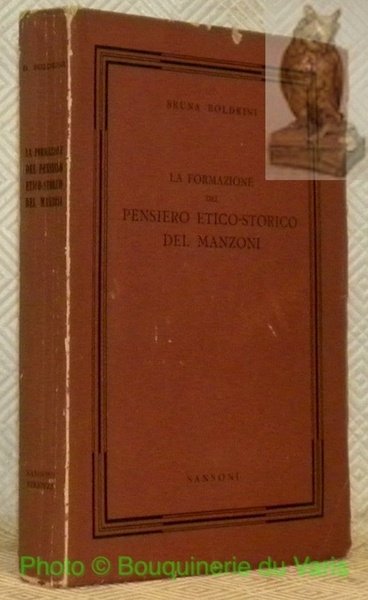 B. BOLDRINI
LA FORMAZIONE
DEL PENSIERO
ETICO-STORICO
DEL MANZONI
SANSONI
FIRENZE
BRUNA BOLDRINI
LA FORMAZIONE
DEL
PENSIERO ETICO-STORICO
DEL MANZONI
SANSONI
Photo © Bouquinerie du Varis